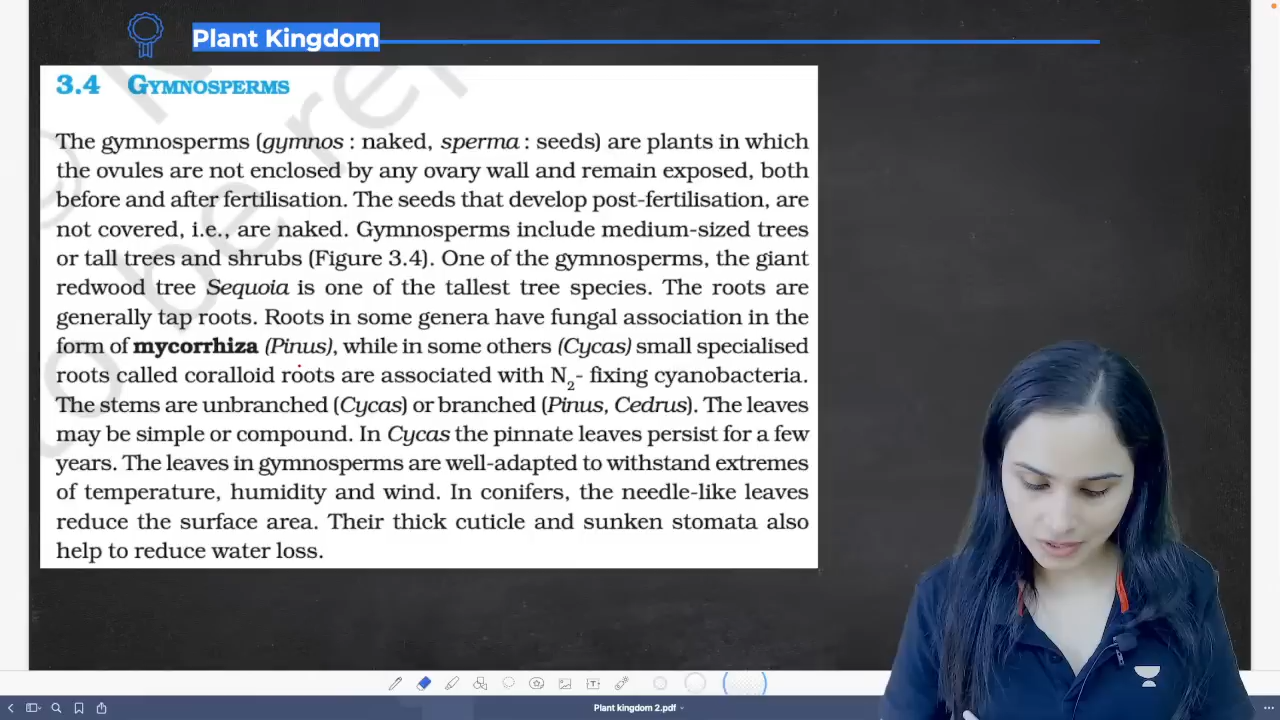 Plant Kingdom
3.4 GYMNOSPERMS
The gymnosperms (gymnos : naked, sperma : seeds) are plants in which
the ovules are not enclosed by any ovary wall and remain exposed, both
before and after fertilisation. The seeds that develop post-fertilisation, are
not covered, i.e., are naked. Gymnosperms include medium-sized trees
or tall trees and shrubs (Figure 3.4). One of the gymnosperms, the giant
redwood tree Sequoia is one of the tallest tree species. The roots are
generally tap roots. Roots in some genera have fungal association in the
form of mycorrhiza (Pinus), while in some others (Cycas) small specialised
roots called coralloid roots are associated with N₂- fixing cyanobacteria.
The stems are unbranched (Cycas) or branched (Pinus, Cedrus). The leaves
may be simple or compound. In Cycas the pinnate leaves persist for a few
years. The leaves in gymnosperms are well-adapted to withstand extremes
of temperature, humidity and wind. In conifers, the needle-like leaves
reduce the surface area. Their thick cuticle and sunken stomata also
help to reduce water loss.
Plant kingdom 2.pdf